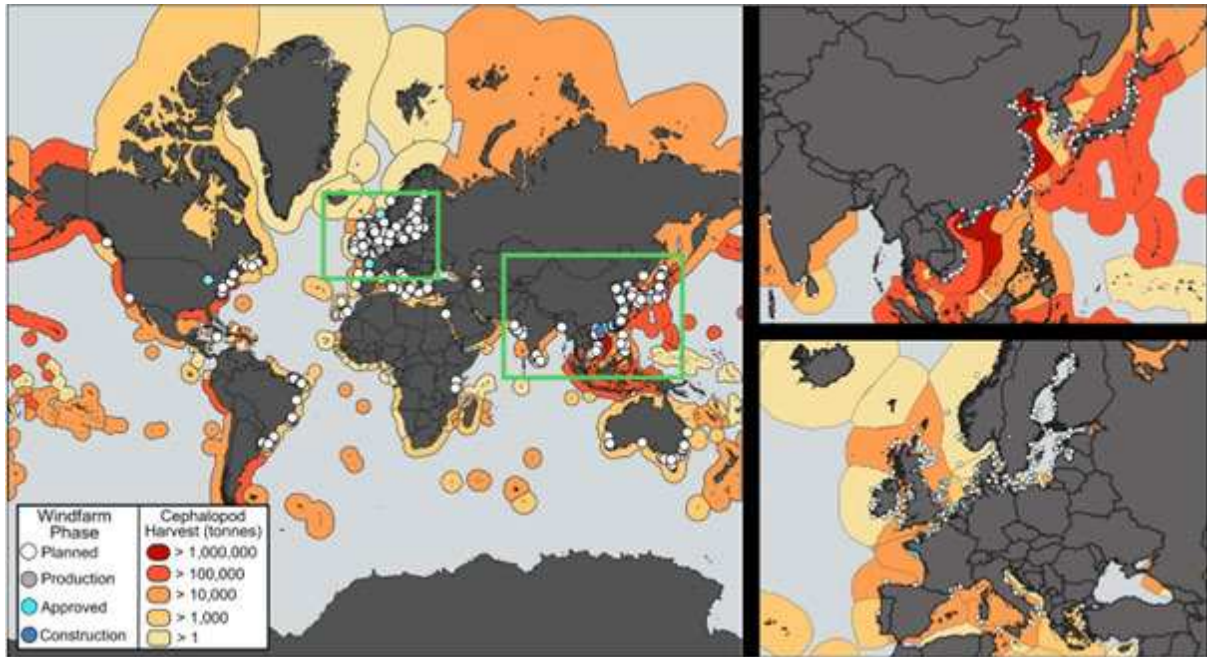 Windfarm
Phase
Planned
Production
Approved
Construction
Cephalopod
Harvest (tonnes)
> 1,000,000
> 100,000
> 10,000
> 1,000
> 1